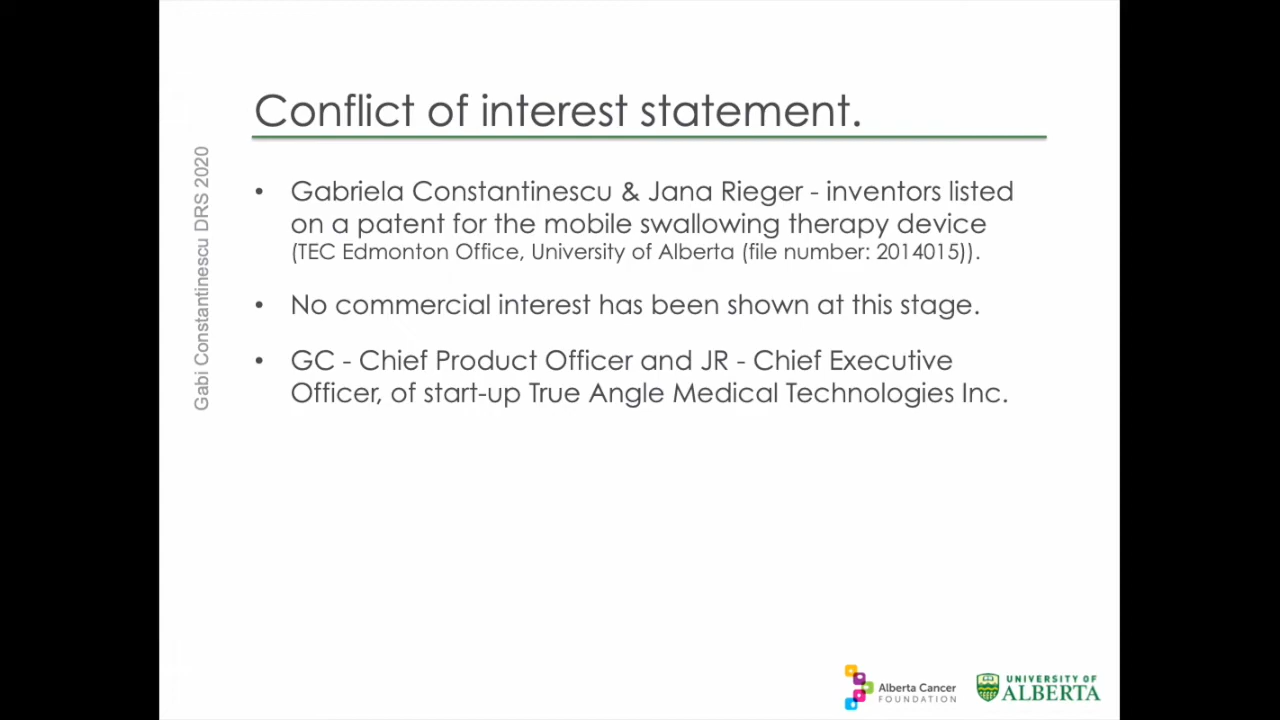 Conflict of interest statement.
Gabi Constantinescu DRS 2020
• Gabriela Constantinescu & Jana Rieger - inventors listed
on a patent for the mobile swallowing therapy device
(TEC Edmonton Office, University of Alberta (file number: 2014015)).
• No commercial interest has been shown at this stage.
• GC - Chief Product Officer and JR - Chief Executive
Officer, of start-up True Angle Medical Technologies Inc.
Alberta Cancer
FOUNDATION
UNIVERSITY OF
ALBERTA